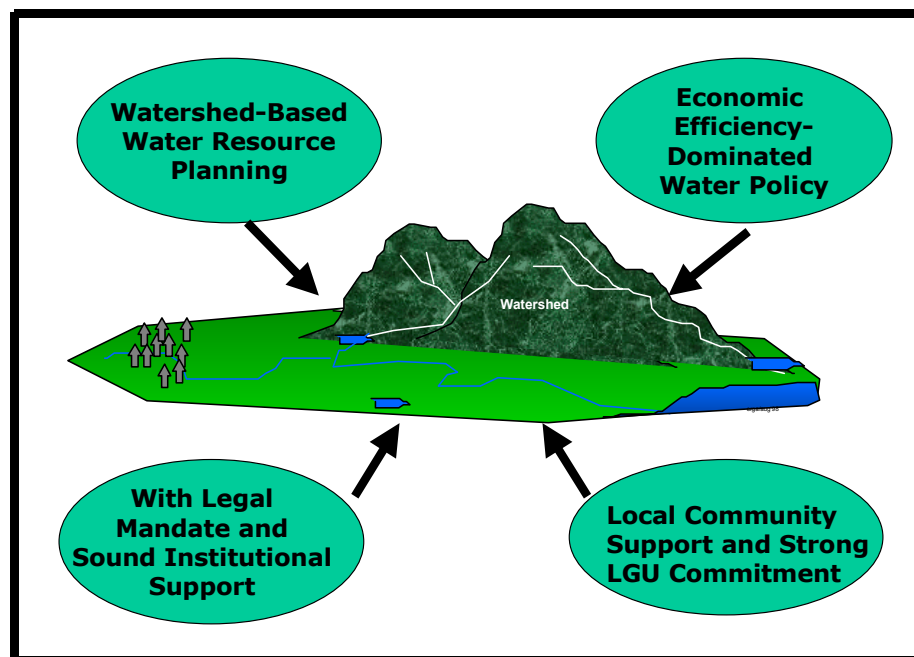 Watershed-Based
Water Resource
Planning
Economic
Efficiency-
Dominated
Water Policy
Watershed
With Legal
Mandate and
Sound Institutional
Support
Local Community
Support and Strong
LGU Commitment